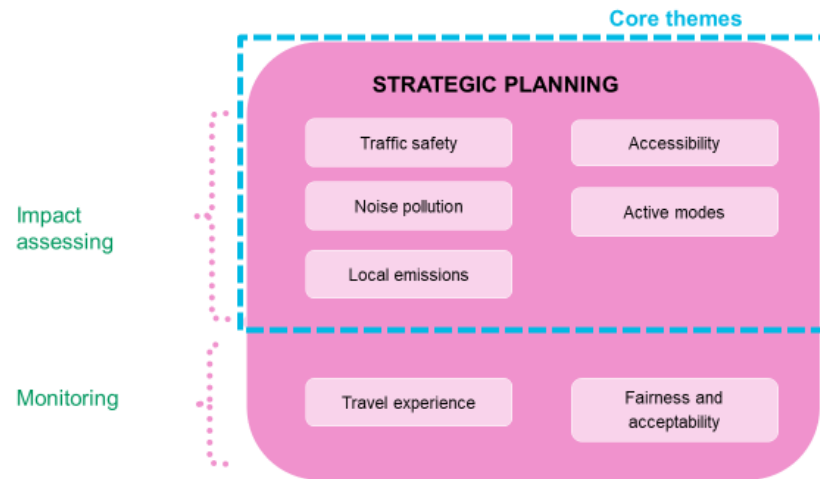 Core themes
STRATEGIC PLANNING
Traffic safety
Accessibility
Noise pollution
Active modes
Impact
assessing
Local emissions
Monitoring
Travel experience
Fairness and
acceptability